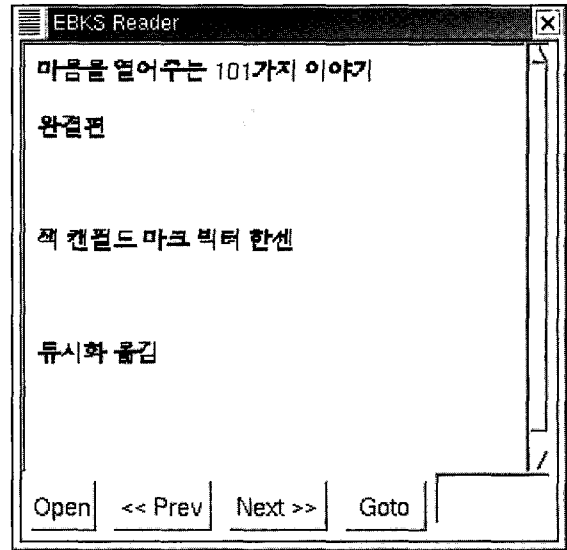 EBKS Reader
마음을 열어주는 101가지 이야기
완결편
잭 캔필드 마크 빅터 한센
류시화 옮김
Open << Prev Next >> Goto